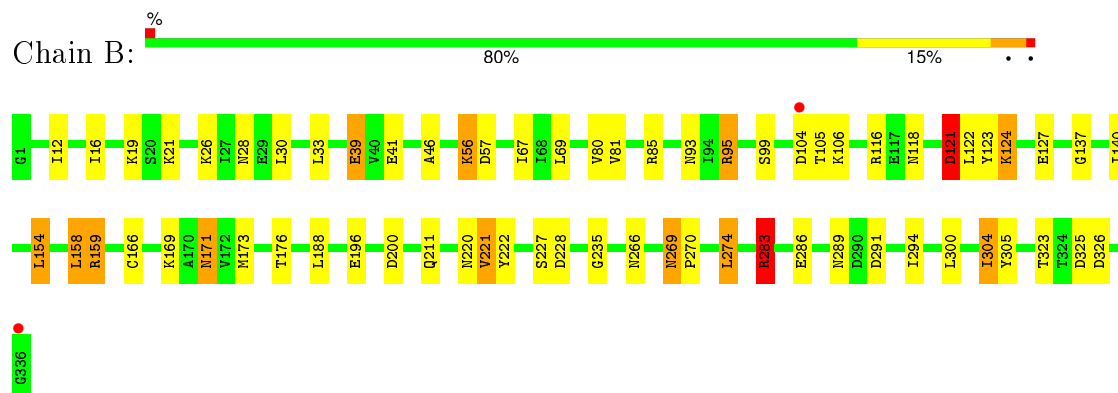 %
Chain B:
80% 15% • •
G1 I12 I16 K19 S20 K21 K26 I27 N28 E29 L30 L33 E39 V40 E41 A46 K56 D57 I67 I68 L69 V80 V81 R85 N93 I94 R95 S99 D104 T105 K106 R116 E117 N118 D121 L122 Y123 K124 E127 G137
L154 L158 R159 C166 K169 A170 N171 V172 M173 T176 L188 E196 D200 Q211 N220 V221 Y222 S227 D228 G235 N266 N269 P270 L274 R283 E286 N289 D290 D291 I294 L300 I304 Y305 T323 T324 D325 D326
G336